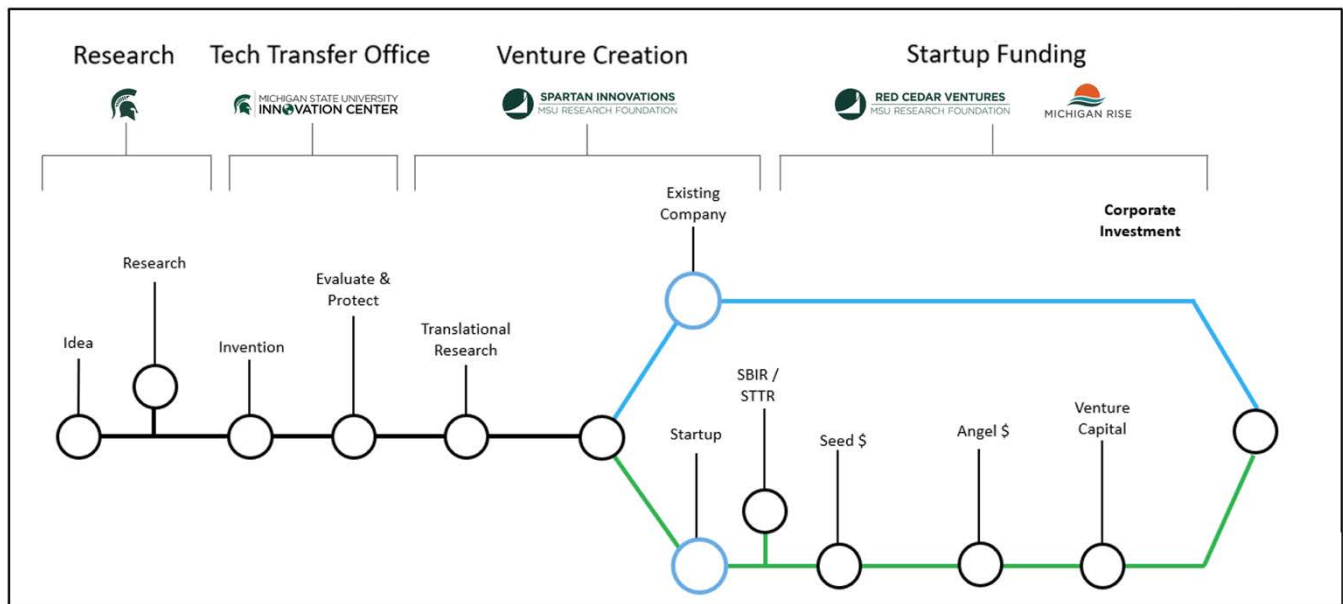 Research
Tech Transfer Office
Venture Creation
Startup Funding
MICHIGAN STATE UNIVERSITY
INNOVATION CENTER
SPARTAN INNOVATIONS
MSU RESEARCH FOUNDATION
RED CEDAR VENTURES
MSU RESEARCH FOUNDATION
MICHIGAN RISE
Idea
Research
Invention
Evaluate &
Protect
Translational
Research
Existing
Company
Startup
SBIR /
STTR
Seed $
Angel $
Venture
Capital
Corporate
Investment